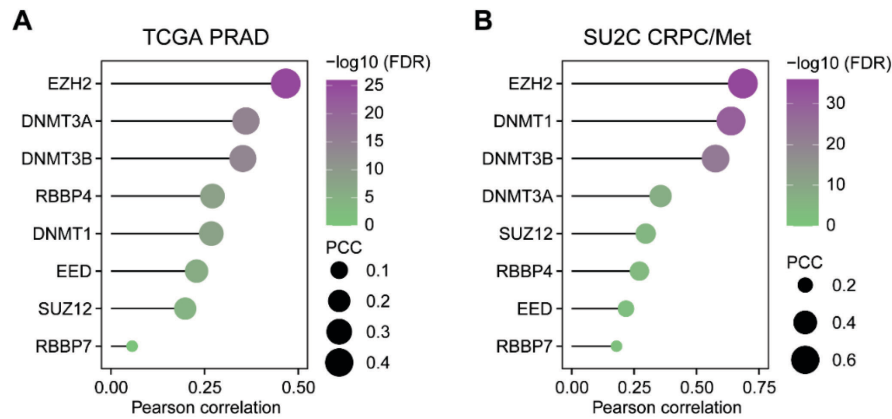 A
TCGA PRAD
EZH2
DNMT3A
DNMT3B
RBBP4
DNMT1
EED
SUZ12
RBBP7
0.00 0.25 0.50
Pearson correlation
−log10 (FDR)
25
20
15
10
5
0
PCC
0.1
0.2
0.3
0.4
B
SU2C CRPC/Met
EZH2
DNMT1
DNMT3B
DNMT3A
SUZ12
RBBP4
EED
RBBP7
0.00 0.25 0.50 0.75
Pearson correlation
−log10 (FDR)
30
20
10
0
PCC
0.2
0.4
0.6